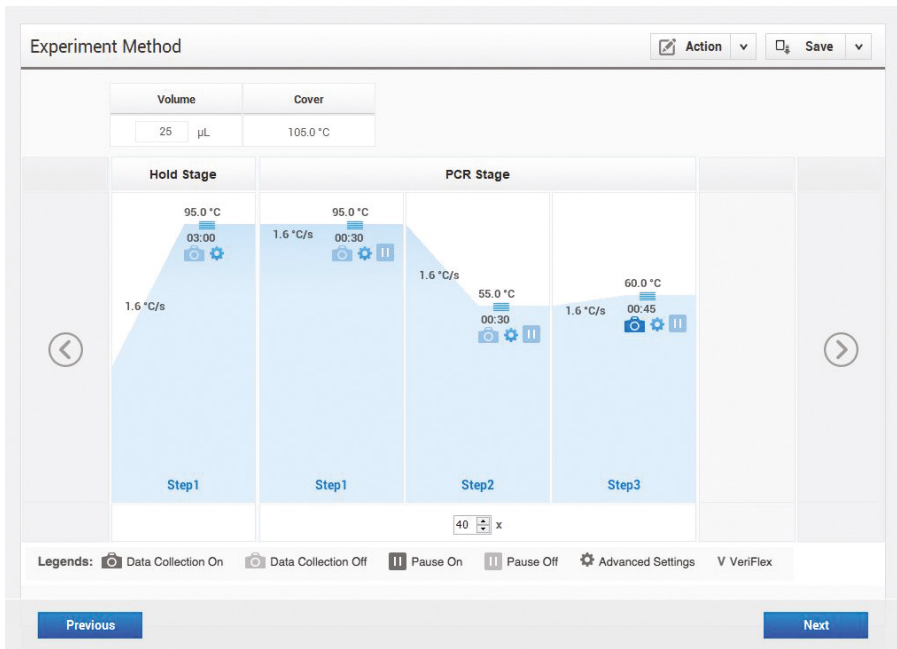 Experiment Method
Action
Save
Volume
Cover
25 µL
105.0 °C
Hold Stage
PCR Stage
95.0 °C
03:00
1.6 °C/s
Step1
95.0 °C
1.6 °C/s
00:30
Step1
1.6 °C/s
55.0 °C
00:30
Step2
60.0 °C
1.6 °C/s
00:45
Step3
40 x
Legends: Data Collection On Data Collection Off Pause On Pause Off Advanced Settings V VeriFlex
Previous
Next